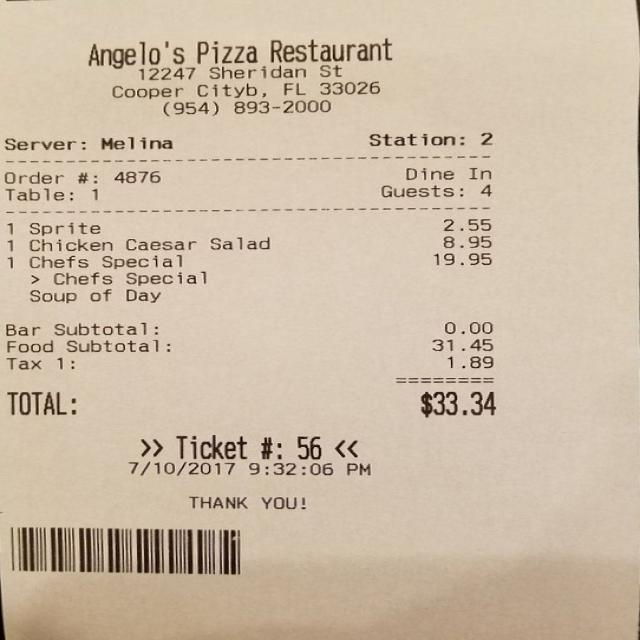 Angelo's Pizza Restaurant
12247 Sheridan St
Cooper Cityb, FL 33026
(954) 893-2000
Server: Melina Station: 2
Order #: 4876 Dine In
Table: 1 Guests: 4
1 Sprite 2.55
1 Chicken Caesar Salad 8.95
1 Chefs Special 19.95
> Chefs Special
Soup of Day
Bar Subtotal: 0.00
Food Subtotal: 31.45
Tax 1: 1.89
========
TOTAL: $33.34
>> Ticket #: 56 <<
7/10/2017 9:32:06 PM
THANK YOU!